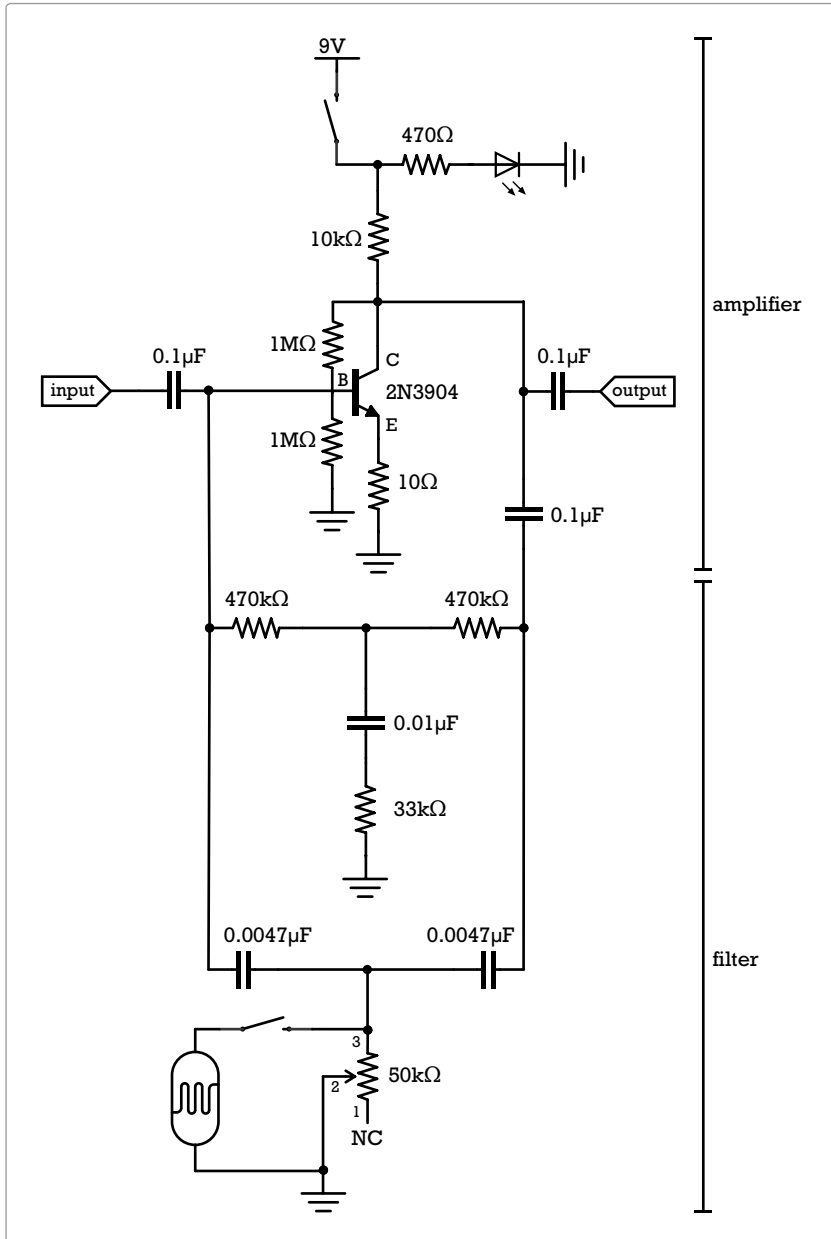 9V
470Ω
10kΩ
amplifier
1MΩ
C
0.1µF
0.1µF
B
input
2N3904
output
E
1MΩ
10Ω
0.1µF
470kΩ
470kΩ
0.01µF
33kΩ
0.0047µF
0.0047µF
filter
3
50kΩ
2
1
NC